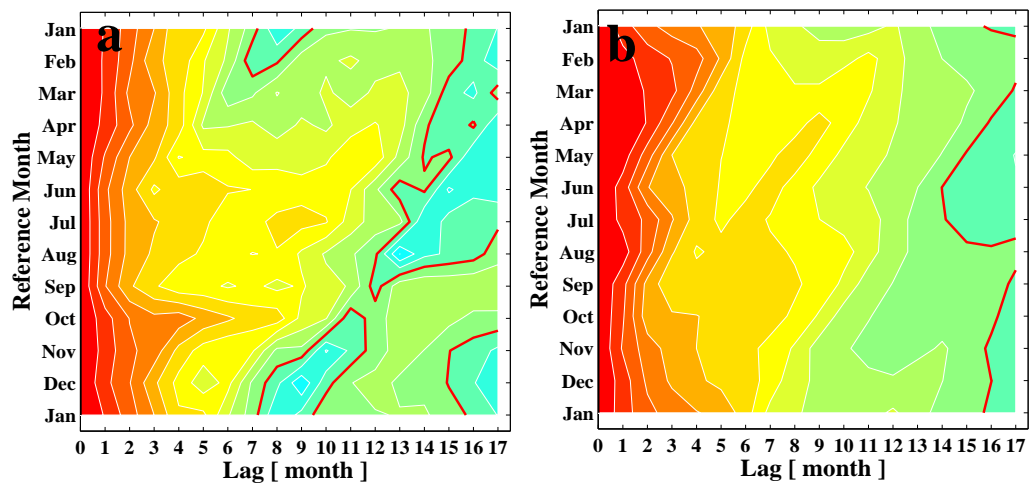 a
Reference Month
Jan
Feb
Mar
Apr
May
Jun
Jul
Aug
Sep
Oct
Nov
Dec
Jan
0 1 2 3 4 5 6 7 8 9 10 11 12 13 14 15 16 17
Lag [ month ]
b
Reference Month
Jan
Feb
Mar
Apr
May
Jun
Jul
Aug
Sep
Oct
Nov
Dec
Jan
0 1 2 3 4 5 6 7 8 9 10 11 12 13 14 15 16 17
Lag [ month ]